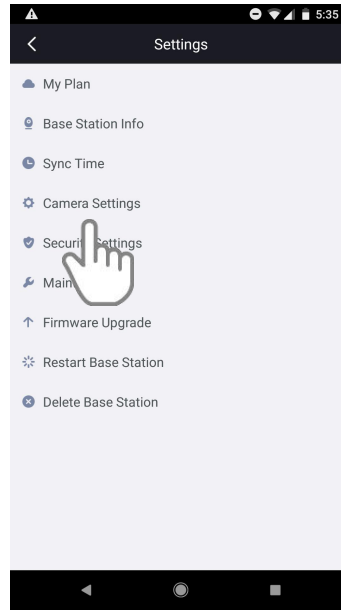 5:35
Settings
My Plan
Base Station Info
Sync Time
Camera Settings
Settings
Firmware Upgrade
Restart Base Station
Delete Base Station